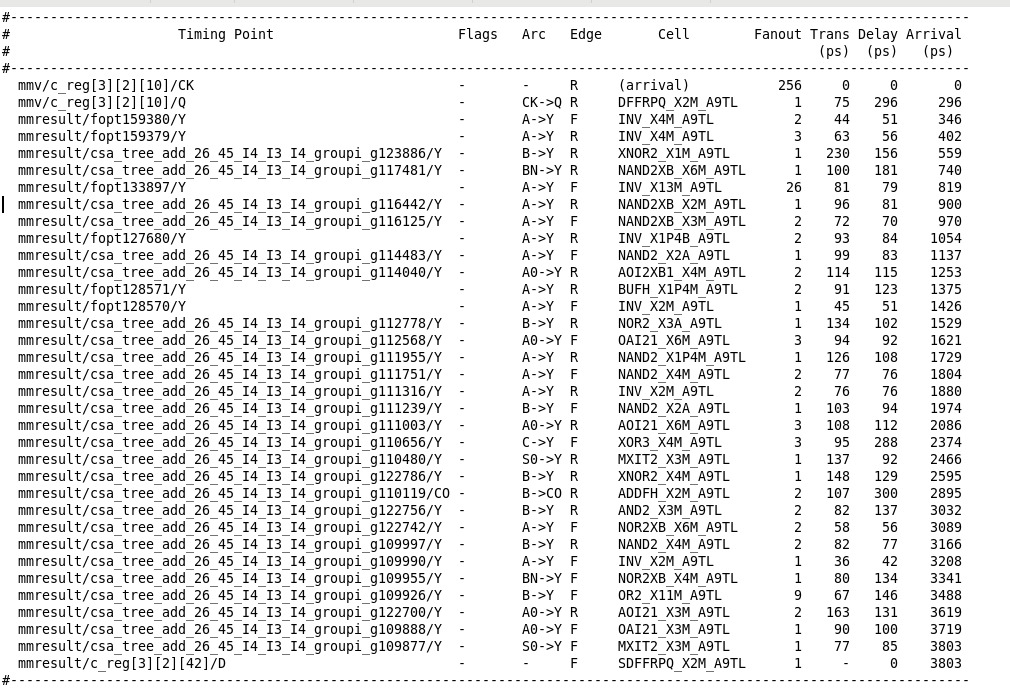 #-----------------------------------------------------------------------------------------------------------------------
#                     Timing Point                       Flags   Arc   Edge       Cell        Fanout Trans Delay Arrival
#                                                                                                     (ps)  (ps)   (ps)
#-----------------------------------------------------------------------------------------------------------------------
mmv/c_reg[3][2][10]/CK - - R (arrival) 256 0 0 0
mmv/c_reg[3][2][10]/Q - CK->Q R DFFRPQ_X2M_A9TL 1 75 296 296
mmresult/fopt159380/Y - A->Y F INV_X4M_A9TL 2 44 51 346
mmresult/fopt159379/Y - A->Y R INV_X4M_A9TL 3 63 56 402
mmresult/csa_tree_add_26_45_I4_I3_I4_groupi_g123886/Y - B->Y R XNOR2_X1M_A9TL 1 230 156 559
mmresult/csa_tree_add_26_45_I4_I3_I4_groupi_g117481/Y - BN->Y R NAND2XB_X6M_A9TL 1 100 181 740
mmresult/fopt133897/Y - A->Y F INV_X13M_A9TL 26 81 79 819
mmresult/csa_tree_add_26_45_I4_I3_I4_groupi_g116442/Y - A->Y R NAND2XB_X2M_A9TL 1 96 81 900
mmresult/csa_tree_add_26_45_I4_I3_I4_groupi_g116125/Y - A->Y F NAND2XB_X3M_A9TL 2 72 70 970
mmresult/fopt127680/Y - A->Y R INV_X1P4B_A9TL 2 93 84 1054
mmresult/csa_tree_add_26_45_I4_I3_I4_groupi_g114483/Y - A->Y F NAND2_X2A_A9TL 1 99 83 1137
mmresult/csa_tree_add_26_45_I4_I3_I4_groupi_g114040/Y - A0->Y R AOI2XB1_X4M_A9TL 2 114 115 1253
mmresult/fopt128571/Y - A->Y R BUFH_X1P4M_A9TL 2 91 123 1375
mmresult/fopt128570/Y - A->Y F INV_X2M_A9TL 1 45 51 1426
mmresult/csa_tree_add_26_45_I4_I3_I4_groupi_g112778/Y - B->Y R NOR2_X3A_A9TL 1 134 102 1529
mmresult/csa_tree_add_26_45_I4_I3_I4_groupi_g112568/Y - A0->Y F OAI21_X6M_A9TL 3 94 92 1621
mmresult/csa_tree_add_26_45_I4_I3_I4_groupi_g111955/Y - A->Y R NAND2_X1P4M_A9TL 1 126 108 1729
mmresult/csa_tree_add_26_45_I4_I3_I4_groupi_g111751/Y - A->Y F NAND2_X4M_A9TL 2 77 76 1804
mmresult/csa_tree_add_26_45_I4_I3_I4_groupi_g111316/Y - A->Y R INV_X2M_A9TL 2 76 76 1880
mmresult/csa_tree_add_26_45_I4_I3_I4_groupi_g111239/Y - B->Y F NAND2_X2A_A9TL 1 103 94 1974
mmresult/csa_tree_add_26_45_I4_I3_I4_groupi_g111003/Y - A0->Y R AOI21_X6M_A9TL 3 108 112 2086
mmresult/csa_tree_add_26_45_I4_I3_I4_groupi_g110656/Y - C->Y F XOR3_X4M_A9TL 3 95 288 2374
mmresult/csa_tree_add_26_45_I4_I3_I4_groupi_g110480/Y - S0->Y R MXIT2_X3M_A9TL 1 137 92 2466
mmresult/csa_tree_add_26_45_I4_I3_I4_groupi_g122786/Y - B->Y R XNOR2_X4M_A9TL 1 148 129 2595
mmresult/csa_tree_add_26_45_I4_I3_I4_groupi_g110119/CO - B->CO R ADDFH_X2M_A9TL 2 107 300 2895
mmresult/csa_tree_add_26_45_I4_I3_I4_groupi_g122756/Y - B->Y R AND2_X3M_A9TL 2 82 137 3032
mmresult/csa_tree_add_26_45_I4_I3_I4_groupi_g122742/Y - A->Y F NOR2XB_X6M_A9TL 2 58 56 3089
mmresult/csa_tree_add_26_45_I4_I3_I4_groupi_g109997/Y - B->Y R NAND2_X4M_A9TL 2 82 77 3166
mmresult/csa_tree_add_26_45_I4_I3_I4_groupi_g109990/Y - A->Y F INV_X2M_A9TL 1 36 42 3208
mmresult/csa_tree_add_26_45_I4_I3_I4_groupi_g109955/Y - BN->Y F NOR2XB_X4M_A9TL 1 80 134 3341
mmresult/csa_tree_add_26_45_I4_I3_I4_groupi_g109926/Y - B->Y F OR2_X11M_A9TL 9 67 146 3488
mmresult/csa_tree_add_26_45_I4_I3_I4_groupi_g122700/Y - A0->Y R AOI21_X3M_A9TL 2 163 131 3619
mmresult/csa_tree_add_26_45_I4_I3_I4_groupi_g109888/Y - A0->Y F OAI21_X3M_A9TL 1 90 100 3719
mmresult/csa_tree_add_26_45_I4_I3_I4_groupi_g109877/Y - S0->Y F MXIT2_X3M_A9TL 1 77 85 3803
mmresult/c_reg[3][2][42]/D - - F SDFFRPQ_X2M_A9TL 1 - 0 3803
#-----------------------------------------------------------------------------------------------------------------------